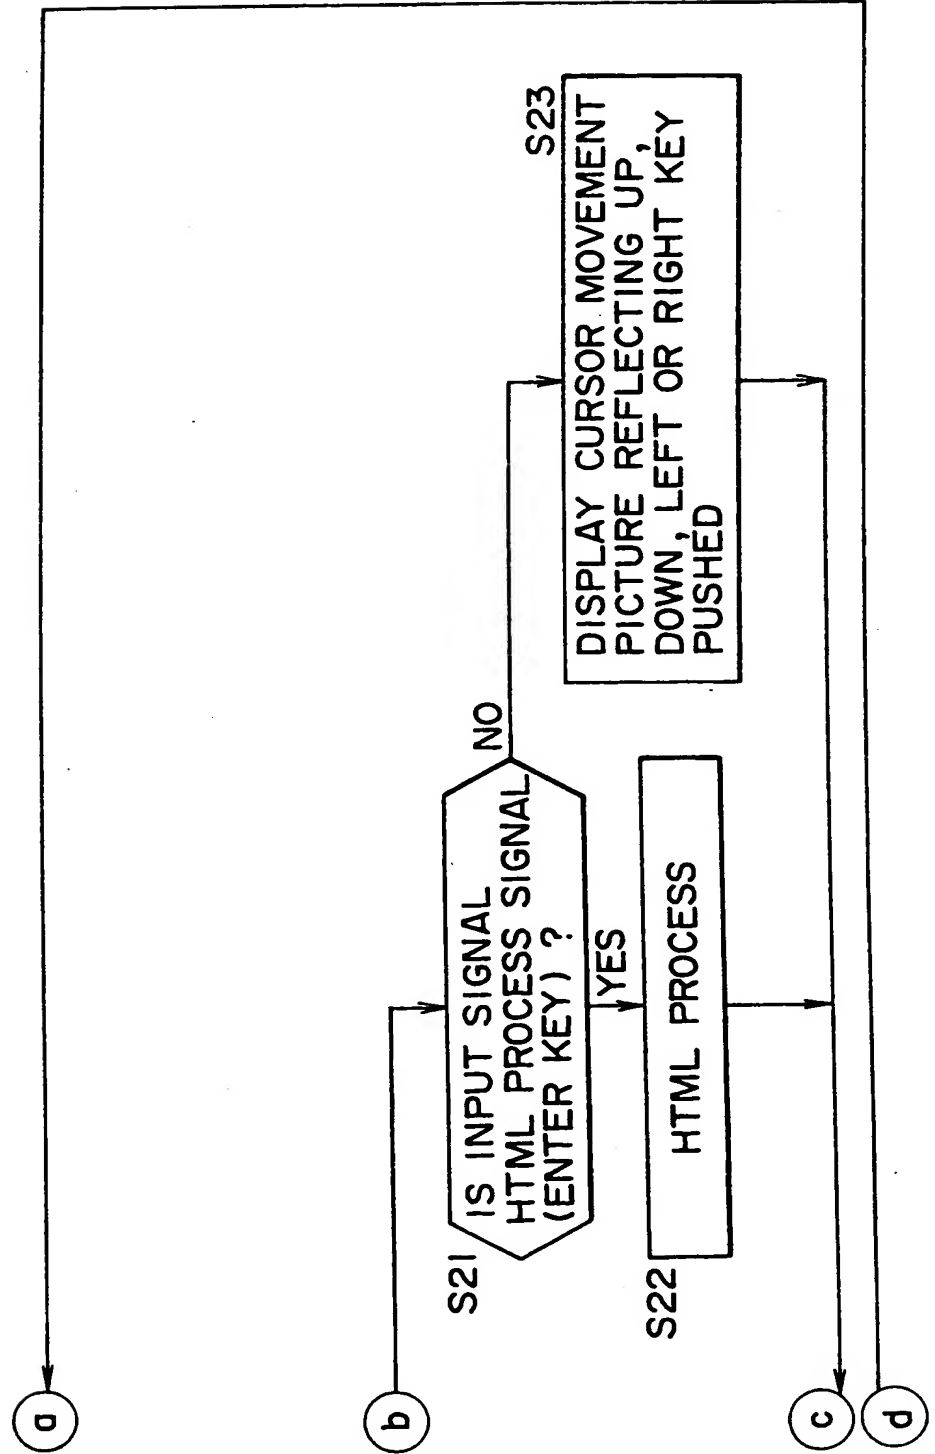 a
b
S21
IS INPUT SIGNAL
HTML PROCESS SIGNAL
(ENTER KEY) ?
NO
YES
S22
HTML PROCESS
S23
DISPLAY CURSOR MOVEMENT
PICTURE REFLECTING UP,
DOWN, LEFT OR RIGHT KEY
PUSHED
c
d